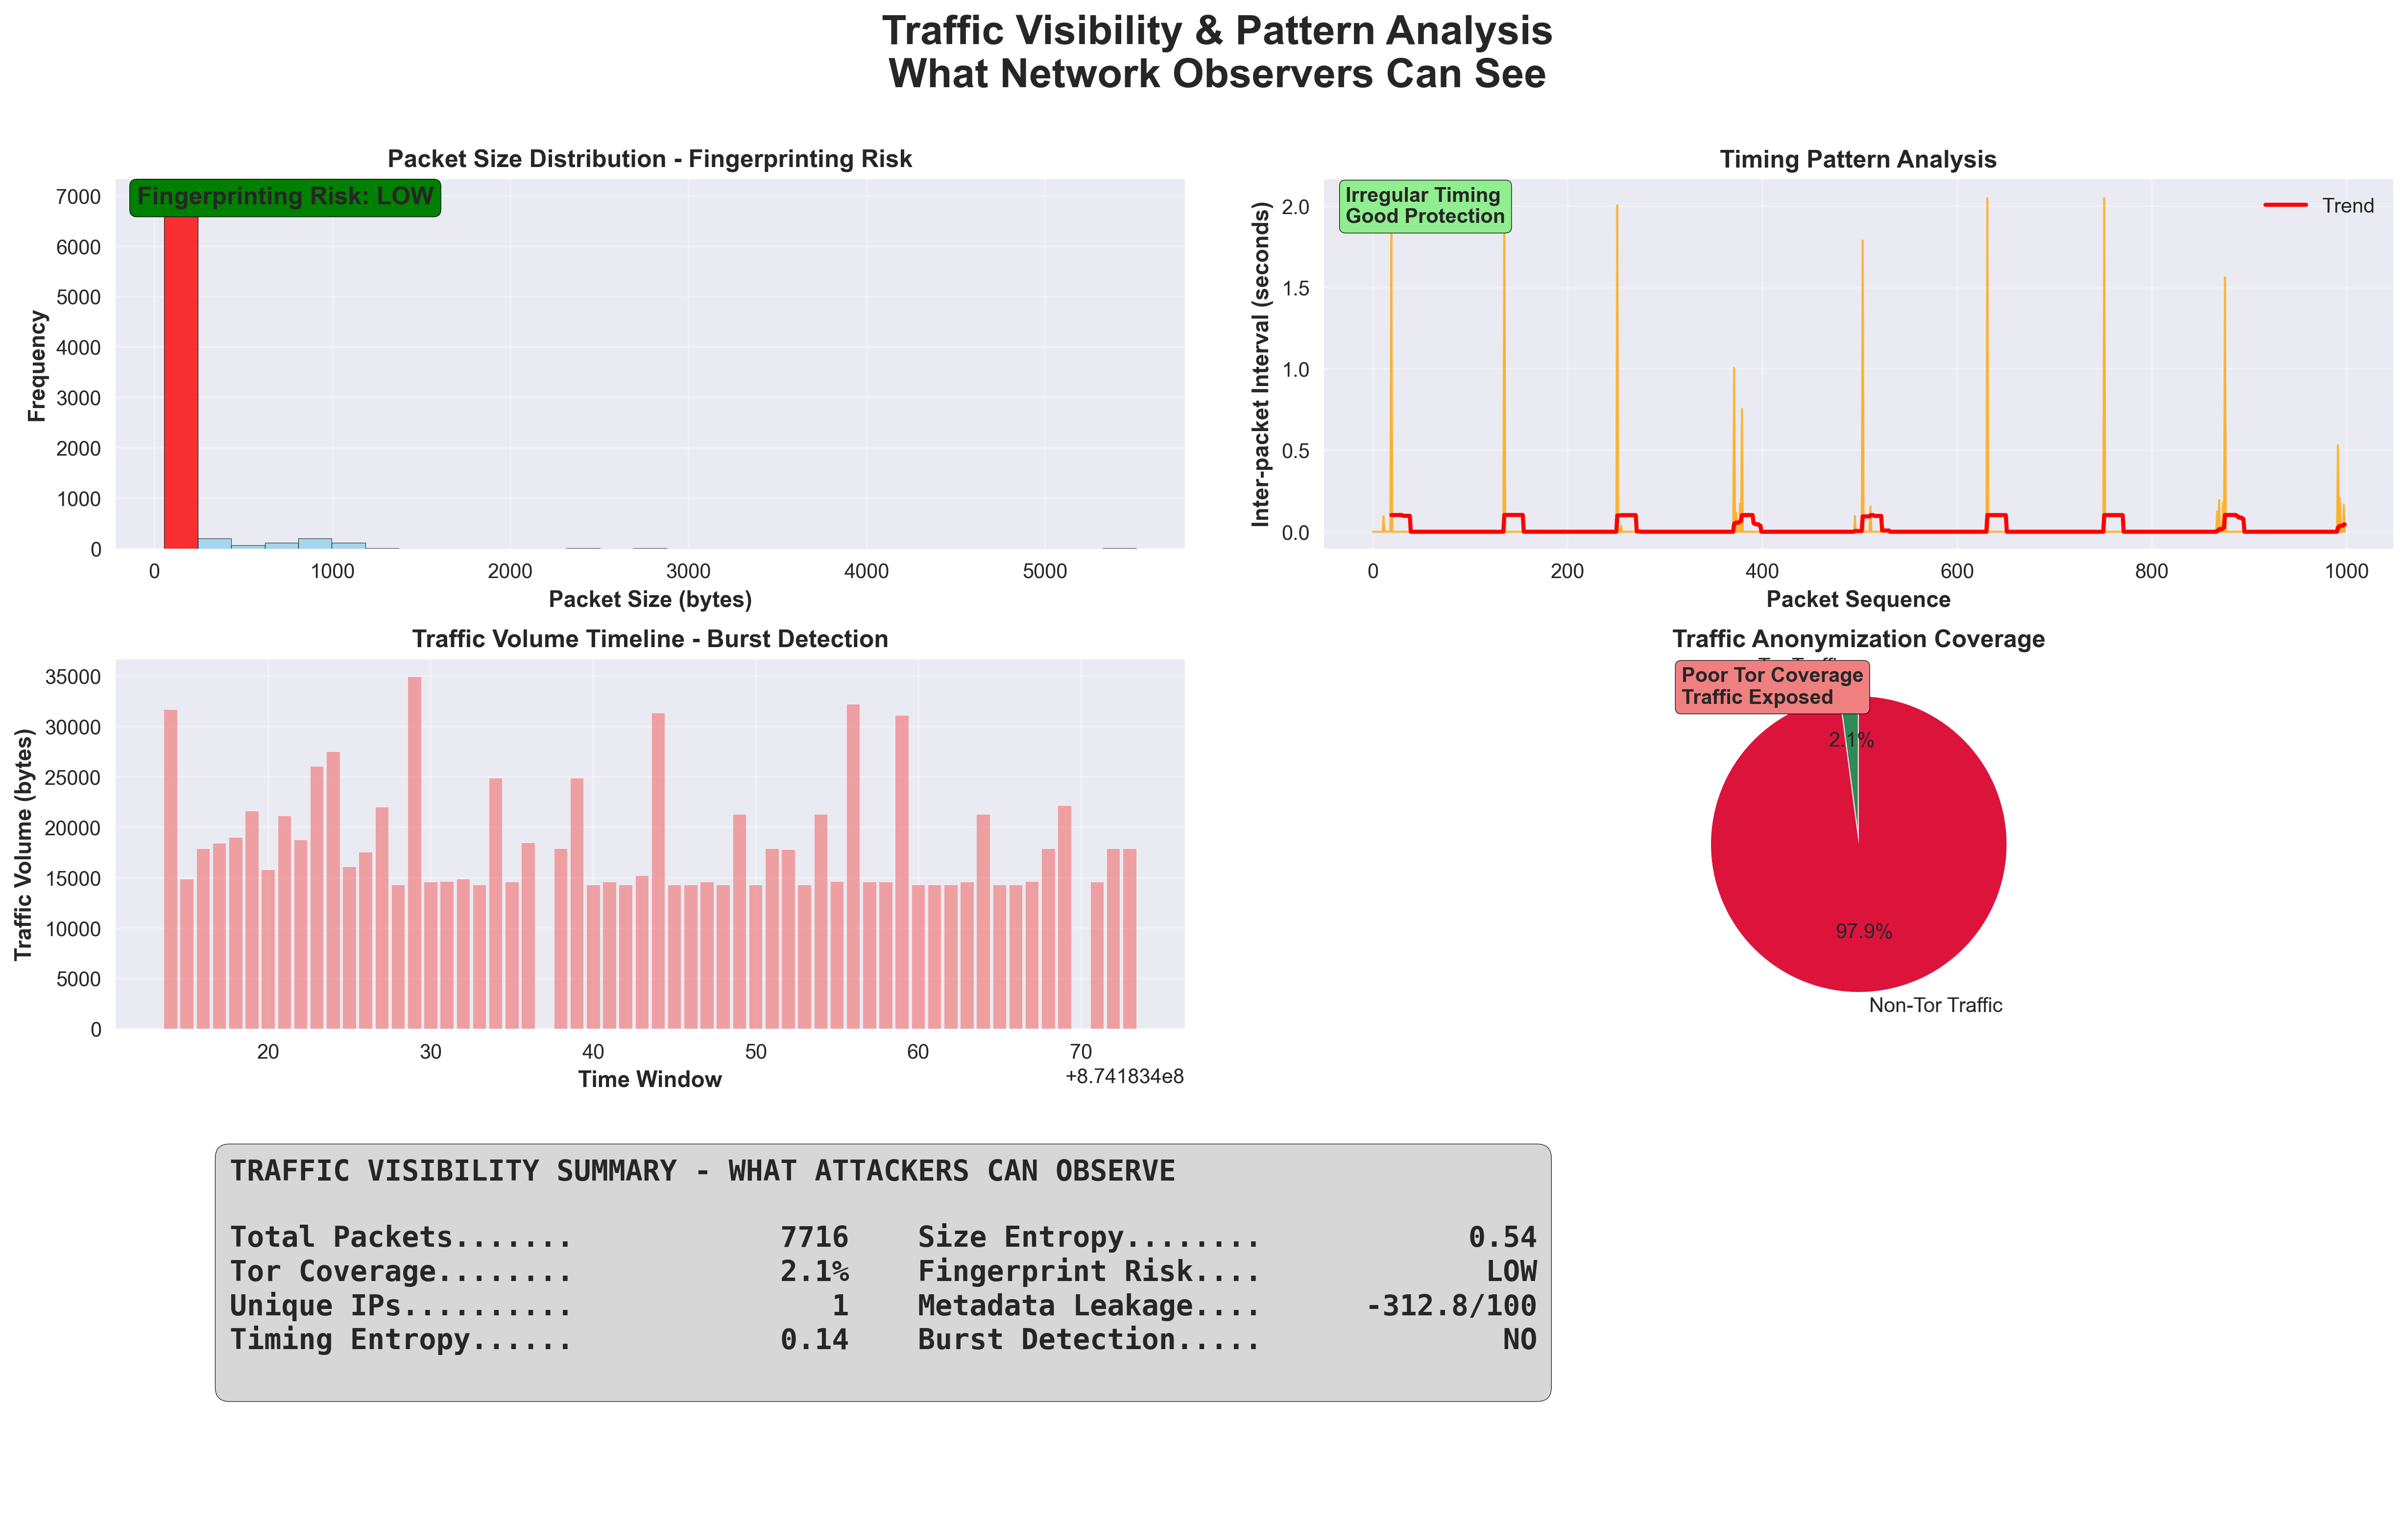 Traffic Visibility & Pattern Analysis
What Network Observers Can See
Packet Size Distribution - Fingerprinting Risk
Fingerprinting Risk: LOW
7000
6000
5000
4000
3000
2000
1000
0
Frequency
0 1000 2000 3000 4000 5000
Packet Size (bytes)
Timing Pattern Analysis
Irregular Timing
Good Protection
Trend
2.0
1.5
1.0
0.5
0.0
Inter-packet Interval (seconds)
0 200 400 600 800 1000
Packet Sequence
Traffic Volume Timeline - Burst Detection
35000
30000
25000
20000
15000
10000
5000
0
Traffic Volume (bytes)
20 30 40 50 60 70
+8.741834e8
Time Window
Traffic Anonymization Coverage
Poor Tor Coverage
Traffic Exposed
2.1%
97.9%
Non-Tor Traffic
TRAFFIC VISIBILITY SUMMARY - WHAT ATTACKERS CAN OBSERVE
Total Packets....... 7716 Size Entropy........ 0.54
Tor Coverage........ 2.1% Fingerprint Risk.... LOW
Unique IPs.......... 1 Metadata Leakage.... -312.8/100
Timing Entropy...... 0.14 Burst Detection..... NO